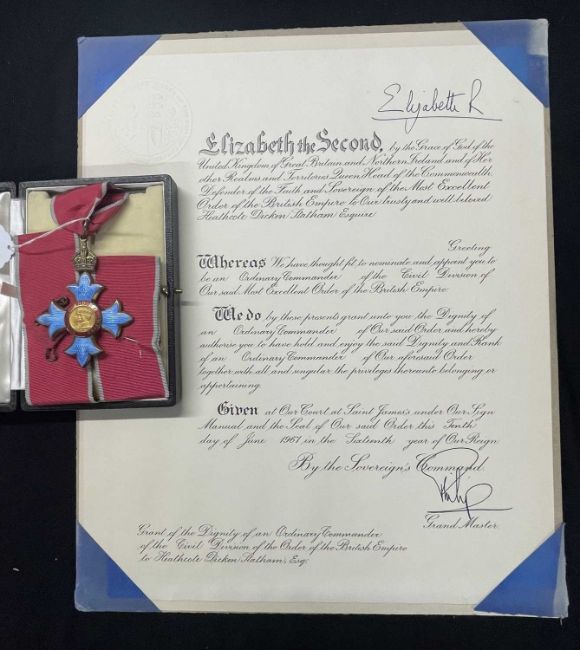 Elizabeth R
Elizabeth the Second, by the Grace of God of the
United Kingdom of Great Britain and Northern Ireland and of Her
other Realms and Territories Queen, Head of the Commonwealth,
Defender of the Faith and Sovereign of the Most Excellent
Order of the British Empire to Our trusty and well beloved
Heathcote Dicken Statham Esquire
Greeting
Whereas We have thought fit to nominate and appoint you to
be an Ordinary Commander of the Civil Division of
Our said Most Excellent Order of the British Empire
We do by these presents grant unto you the Dignity of
an Ordinary Commander of Our said Order and hereby
authorise you to have hold and enjoy the said Dignity and Rank
of an Ordinary Commander of Our aforesaid Order
together with all and singular the privileges thereunto belonging or
appertaining.
Given at Our Court at Saint James's under Our Sign
Manual and the Seal of Our said Order this Tenth
day of June 1967 in the Sixteenth year of Our Reign
By the Sovereign's Command.
Philip
Grand Master
Grant of the Dignity of an Ordinary Commander
of the Civil Division of the Order of the British Empire
to Heathcote Dicken Statham, Esq.